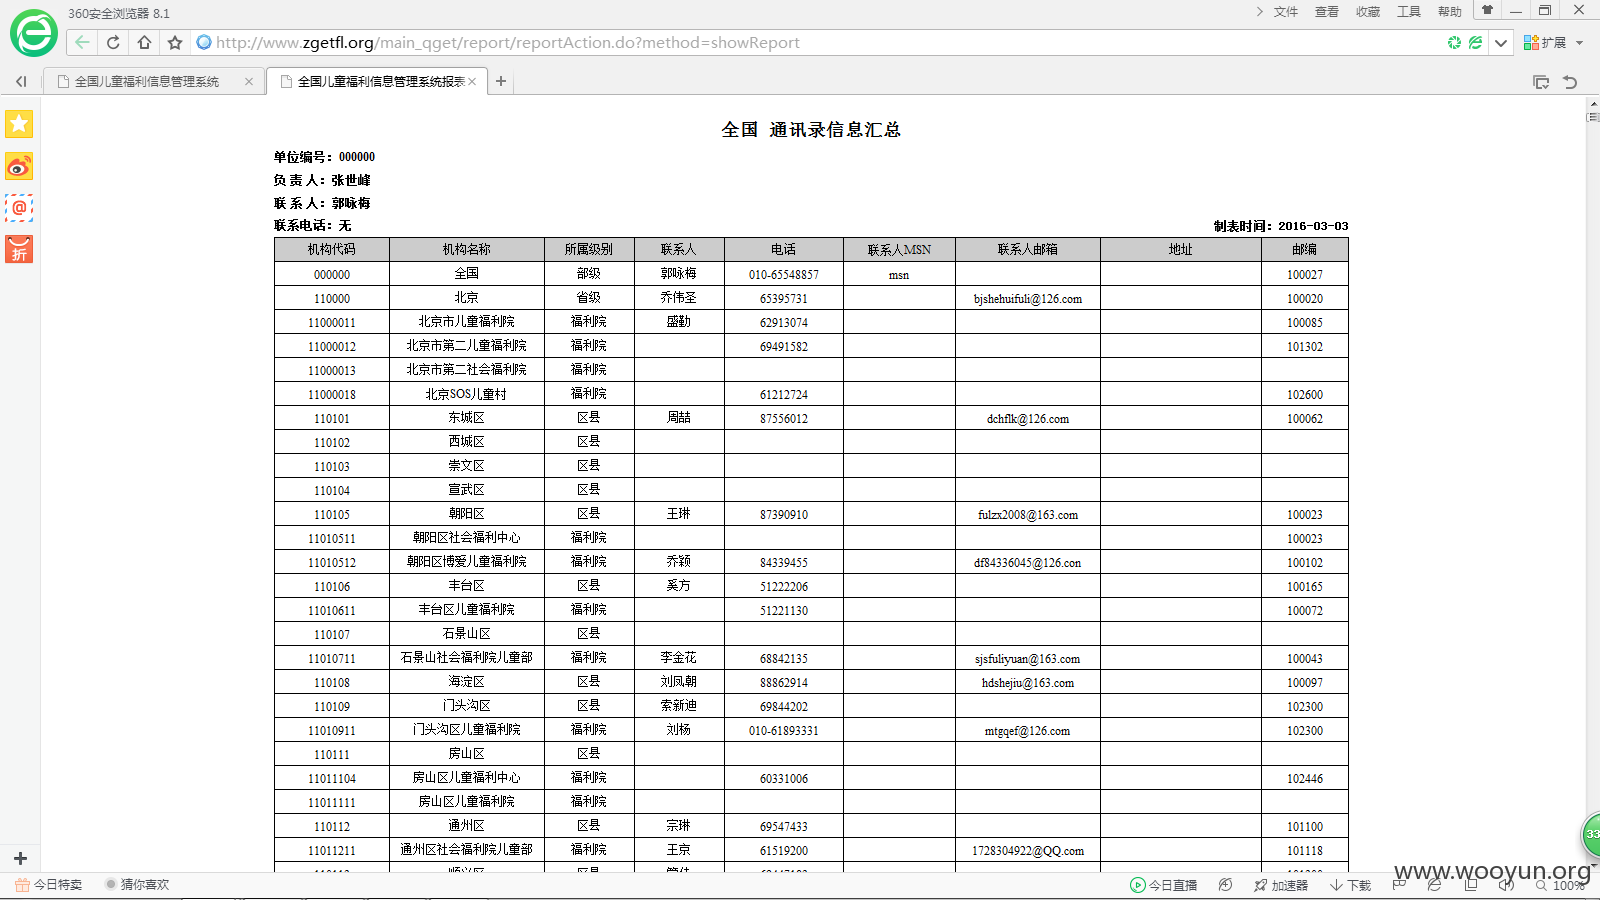 360安全浏览器 8.1
文件 查看 收藏 工具 帮助
http://www.zgetfl.org/main_qget/report/reportAction.do?method=showReport
扩展
全国儿童福利信息管理系统
全国儿童福利信息管理系统报表
全国 通讯录信息汇总
单位编号：000000
负 责 人：张世峰
联 系 人：郭咏梅
联系电话：无 制表时间：2016-03-03
机构代码 机构名称 所属级别 联系人 电话 联系人MSN 联系人邮箱 地址 邮编
000000 全国 部级 郭咏梅 010-65548857 msn 100027
110000 北京 省级 乔伟圣 65395731 bjshehuifuli@126.com 100020
11000011 北京市儿童福利院 福利院 盛勤 62913074 100085
11000012 北京市第二儿童福利院 福利院 69491582 101302
11000013 北京市第二社会福利院 福利院
11000018 北京SOS儿童村 福利院 61212724 102600
110101 东城区 区县 周喆 87556012 dchflk@126.com 100062
110102 西城区 区县
110103 崇文区 区县
110104 宣武区 区县
110105 朝阳区 区县 王琳 87390910 fulzx2008@163.com 100023
11010511 朝阳区社会福利中心 福利院 100023
11010512 朝阳区博爱儿童福利院 福利院 乔颖 84339455 df84336045@126.con 100102
110106 丰台区 区县 奚方 51222206 100165
11010611 丰台区儿童福利院 福利院 51221130 100072
110107 石景山区 区县
11010711 石景山社会福利院儿童部 福利院 李金花 68842135 sjsfuliyuan@163.com 100043
110108 海淀区 区县 刘凤朝 88862914 hdshejiu@163.com 100097
110109 门头沟区 区县 索新迪 69844202 102300
11010911 门头沟区儿童福利院 福利院 刘杨 010-61893331 mtgqef@126.com 102300
110111 房山区 区县
11011104 房山区儿童福利中心 福利院 60331006 102446
11011111 房山区儿童福利院 福利院
110112 通州区 区县 宗琳 69547433 101100
11011211 通州区社会福利院儿童部 福利院 王京 61519200 1728304922@QQ.com 101118
折
33
www.wooyun.org
今日特卖 猜你喜欢 今日直播 加速器 下载 100%